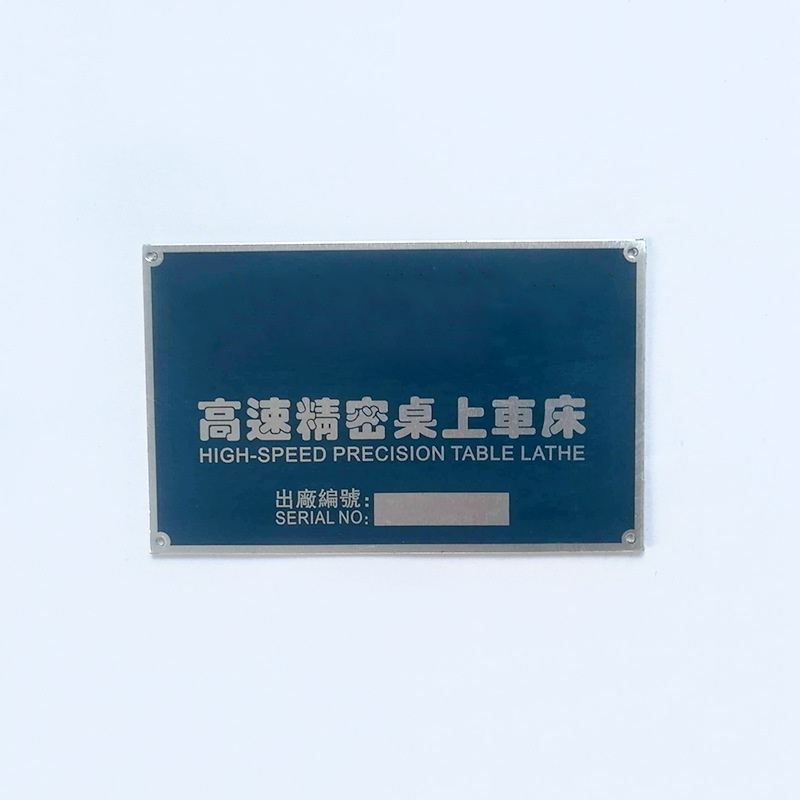 高速精密桌上車床
HIGH-SPEED PRECISION TABLE LATHE
出廠編號:
SERIAL NO: